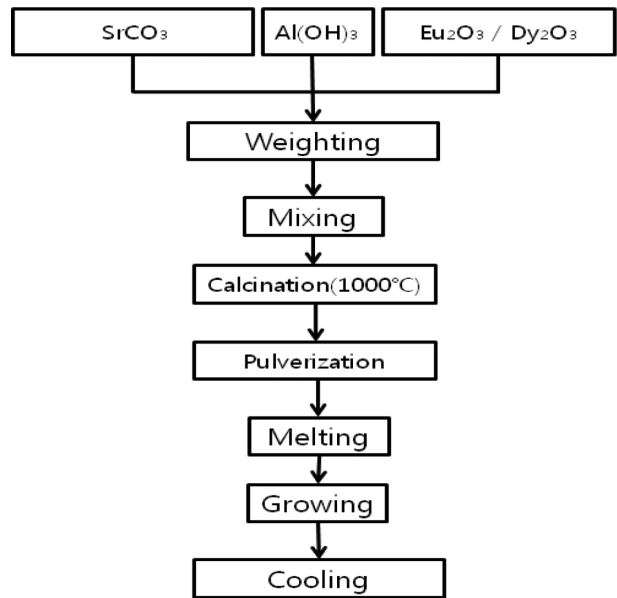 SrCO₃
Al(OH)₃
Eu₂O₃ / Dy₂O₃
Weighting
Mixing
Calcination(1000℃)
Pulverization
Melting
Growing
Cooling